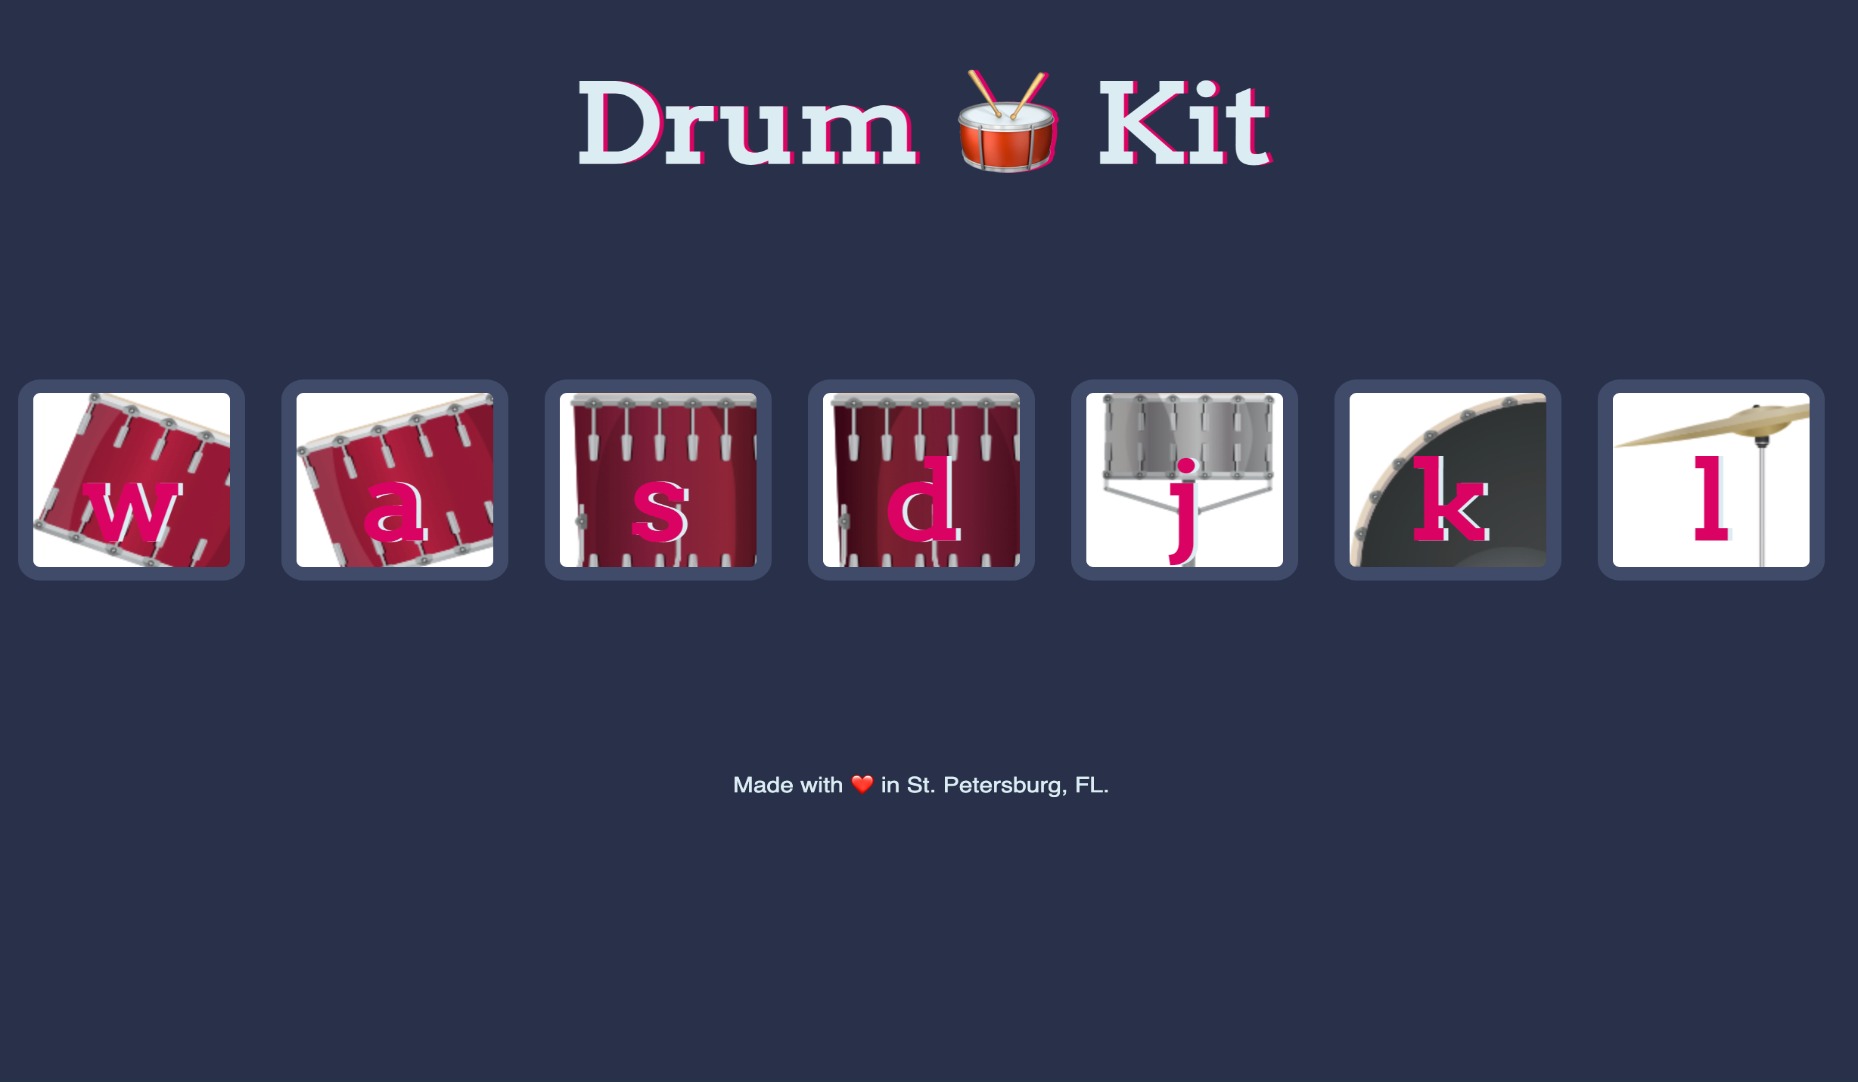 Drum 🥁 Kit
w a s d j k l
Made with ❤️ in St. Petersburg, FL.